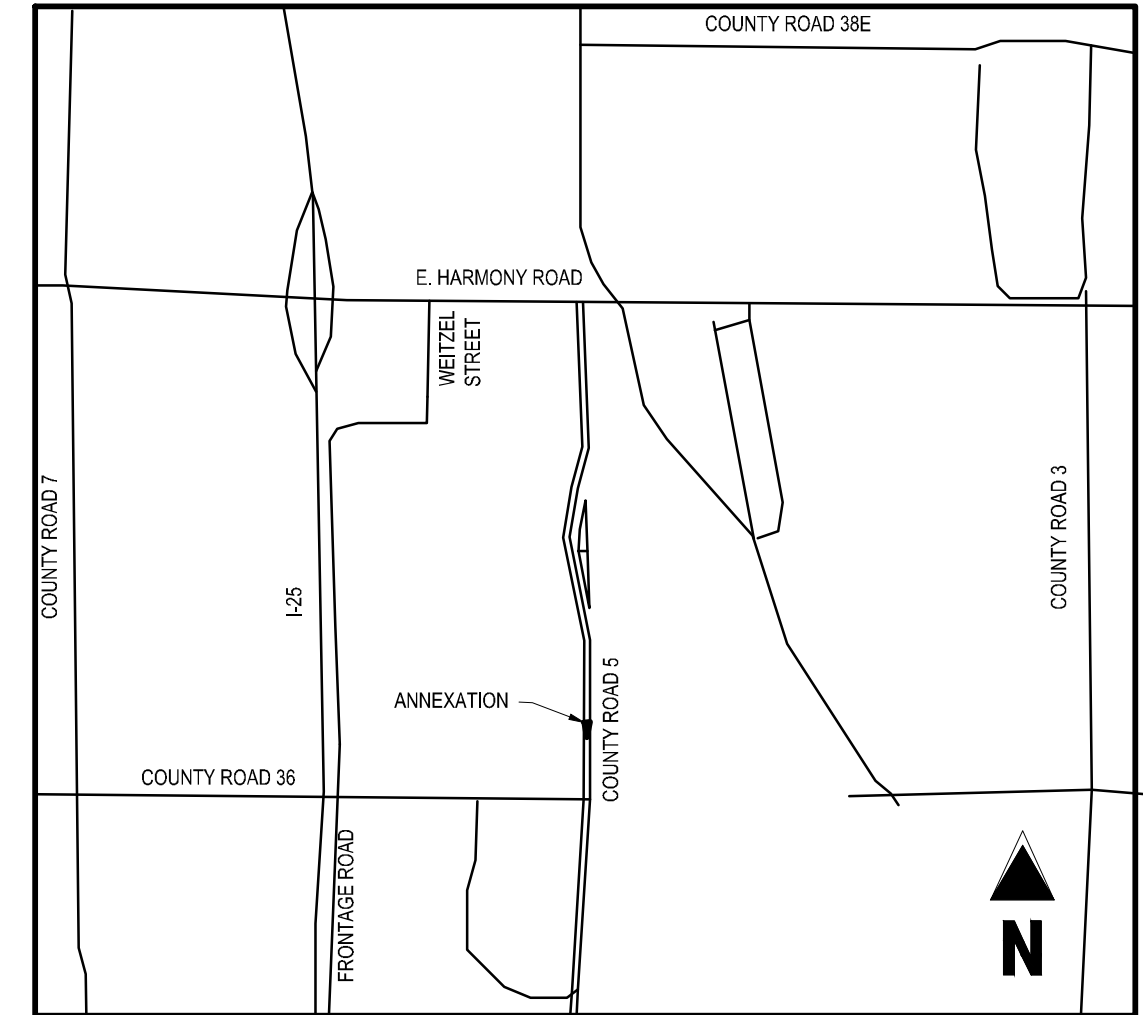 COUNTY ROAD 38E
E. HARMONY ROAD
WEITZEL
STREET
COUNTY ROAD 7
I-25
COUNTY ROAD 3
ANNEXATION
COUNTY ROAD 5
COUNTY ROAD 36
FRONTAGE ROAD
N